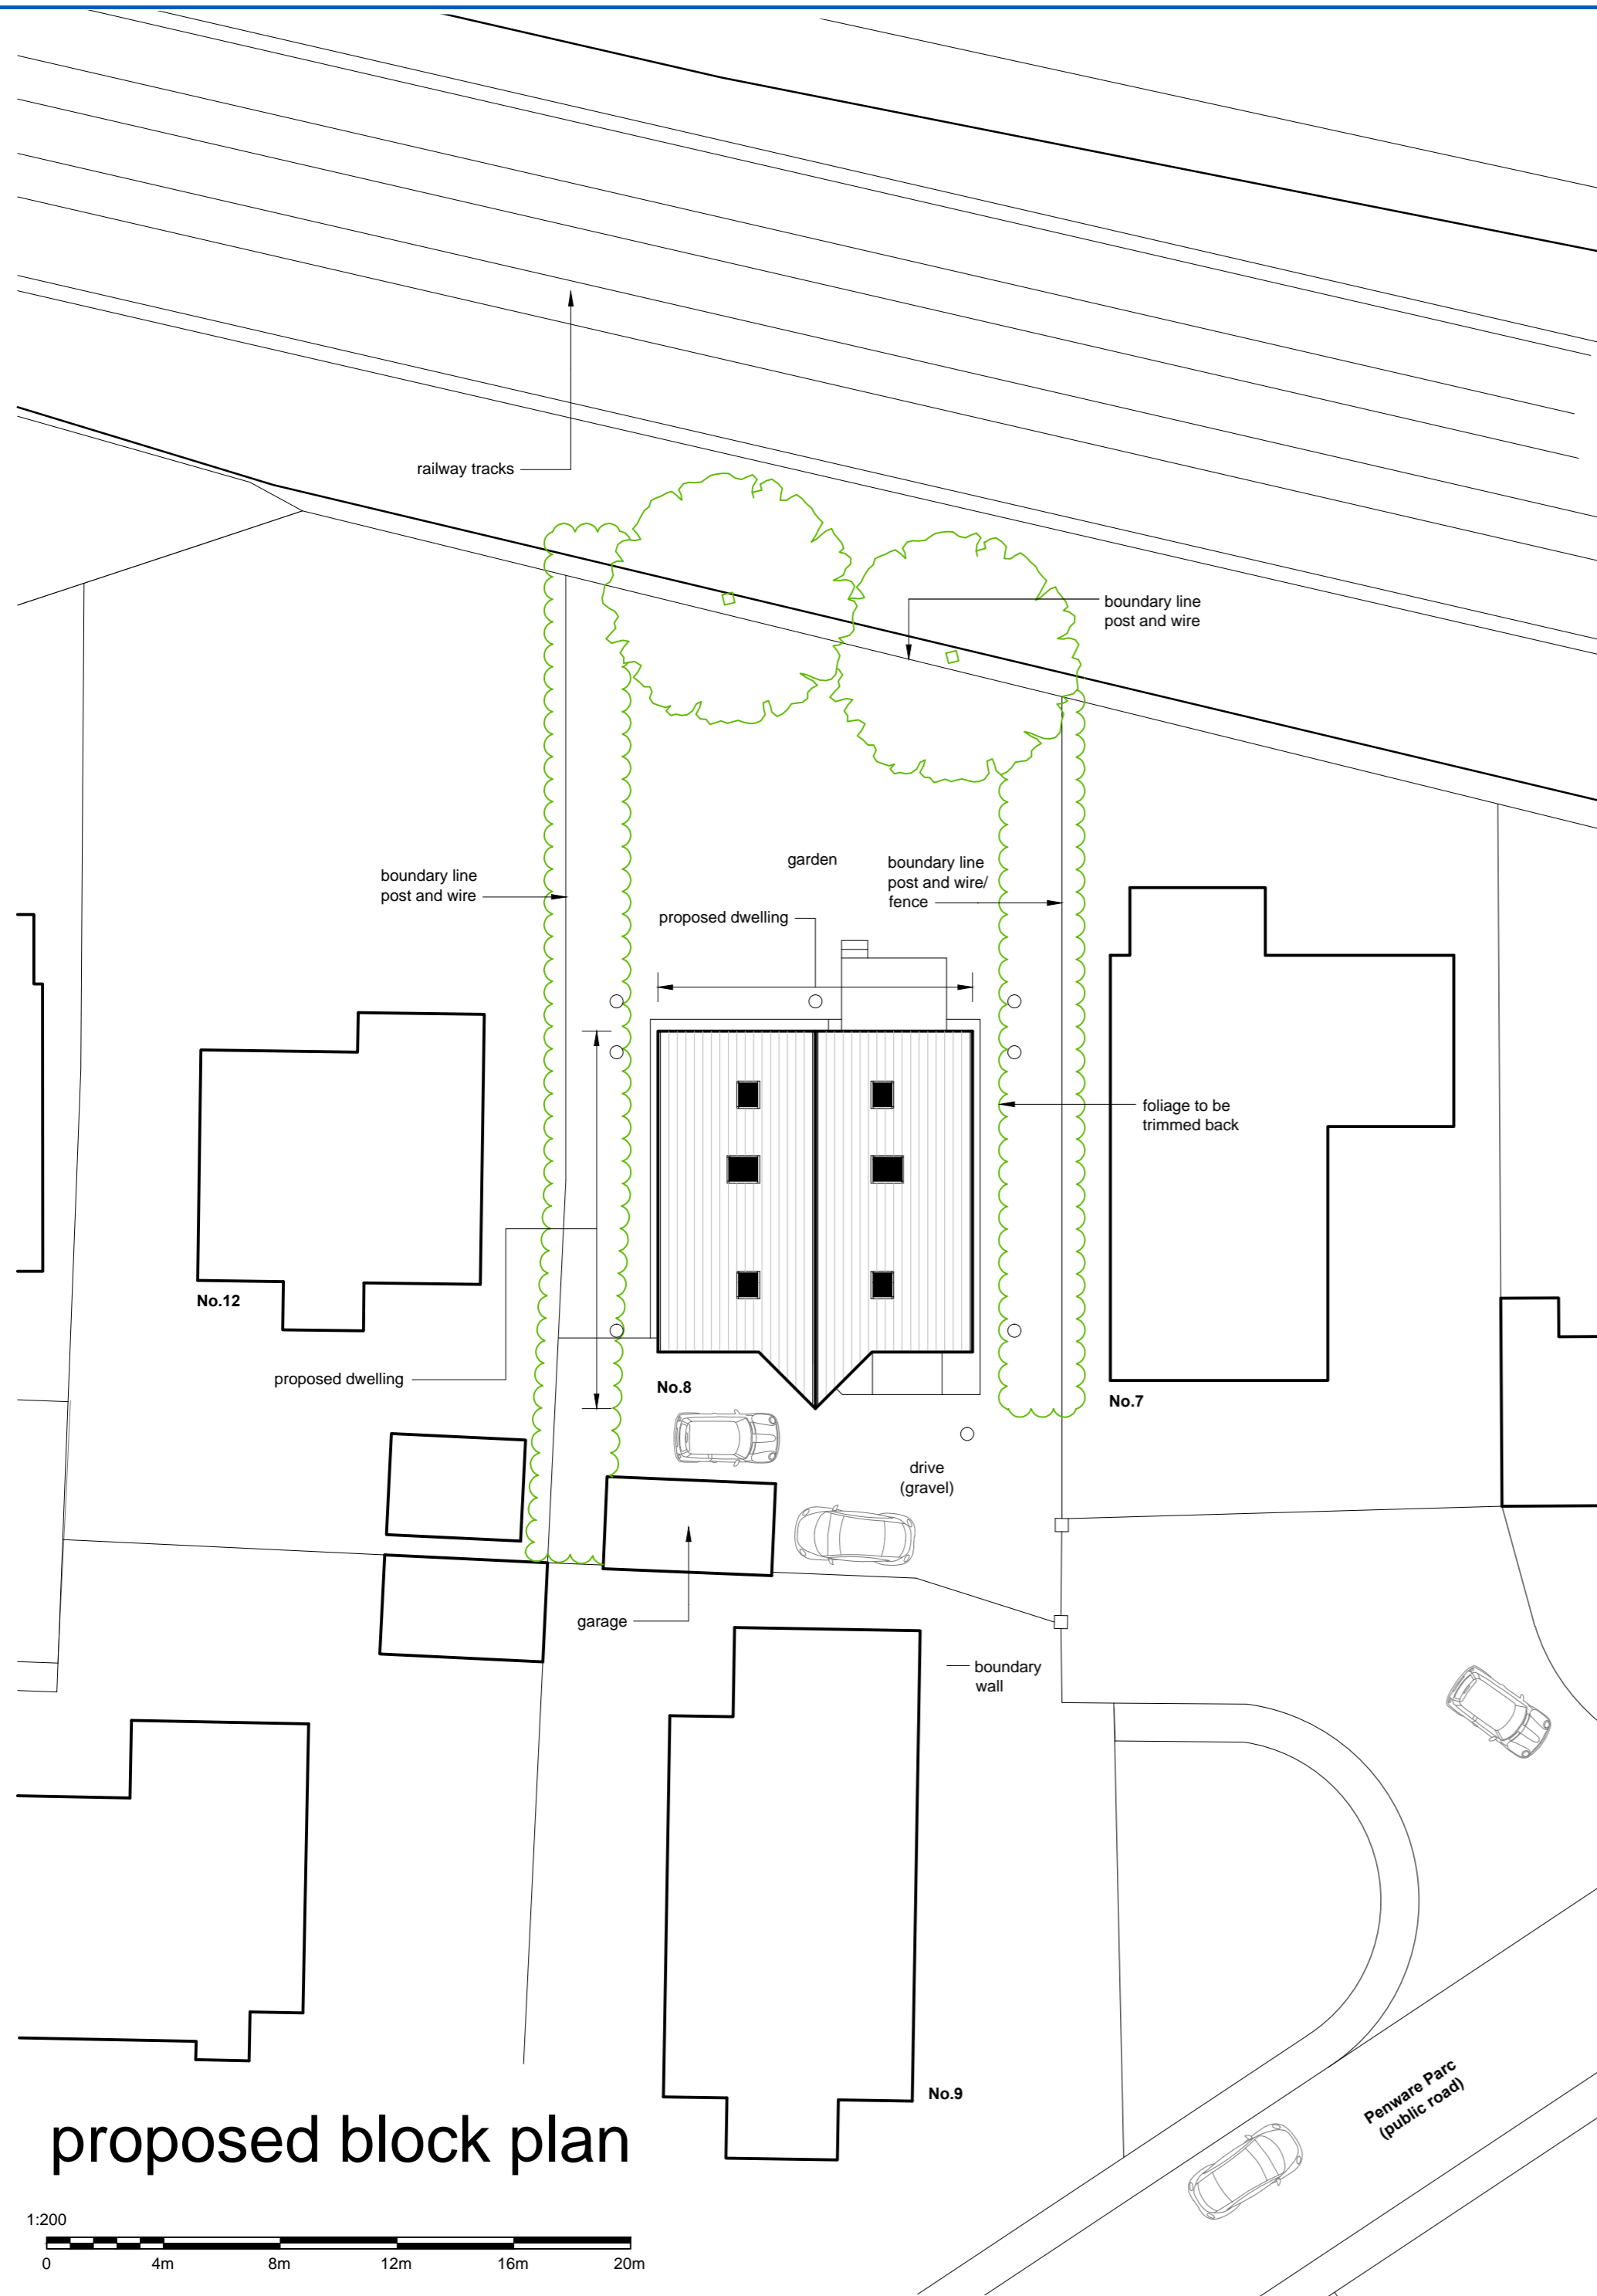 railway tracks
boundary line
post and wire
garden
boundary line
post and wire/
fence
boundary line
post and wire
proposed dwelling
foliage to be
trimmed back
No.12
proposed dwelling
No.8
No.7
drive
(gravel)
garage
boundary
wall
No.9
Penware Parc
(public road)
proposed block plan
1:200
0 4m 8m 12m 16m 20m